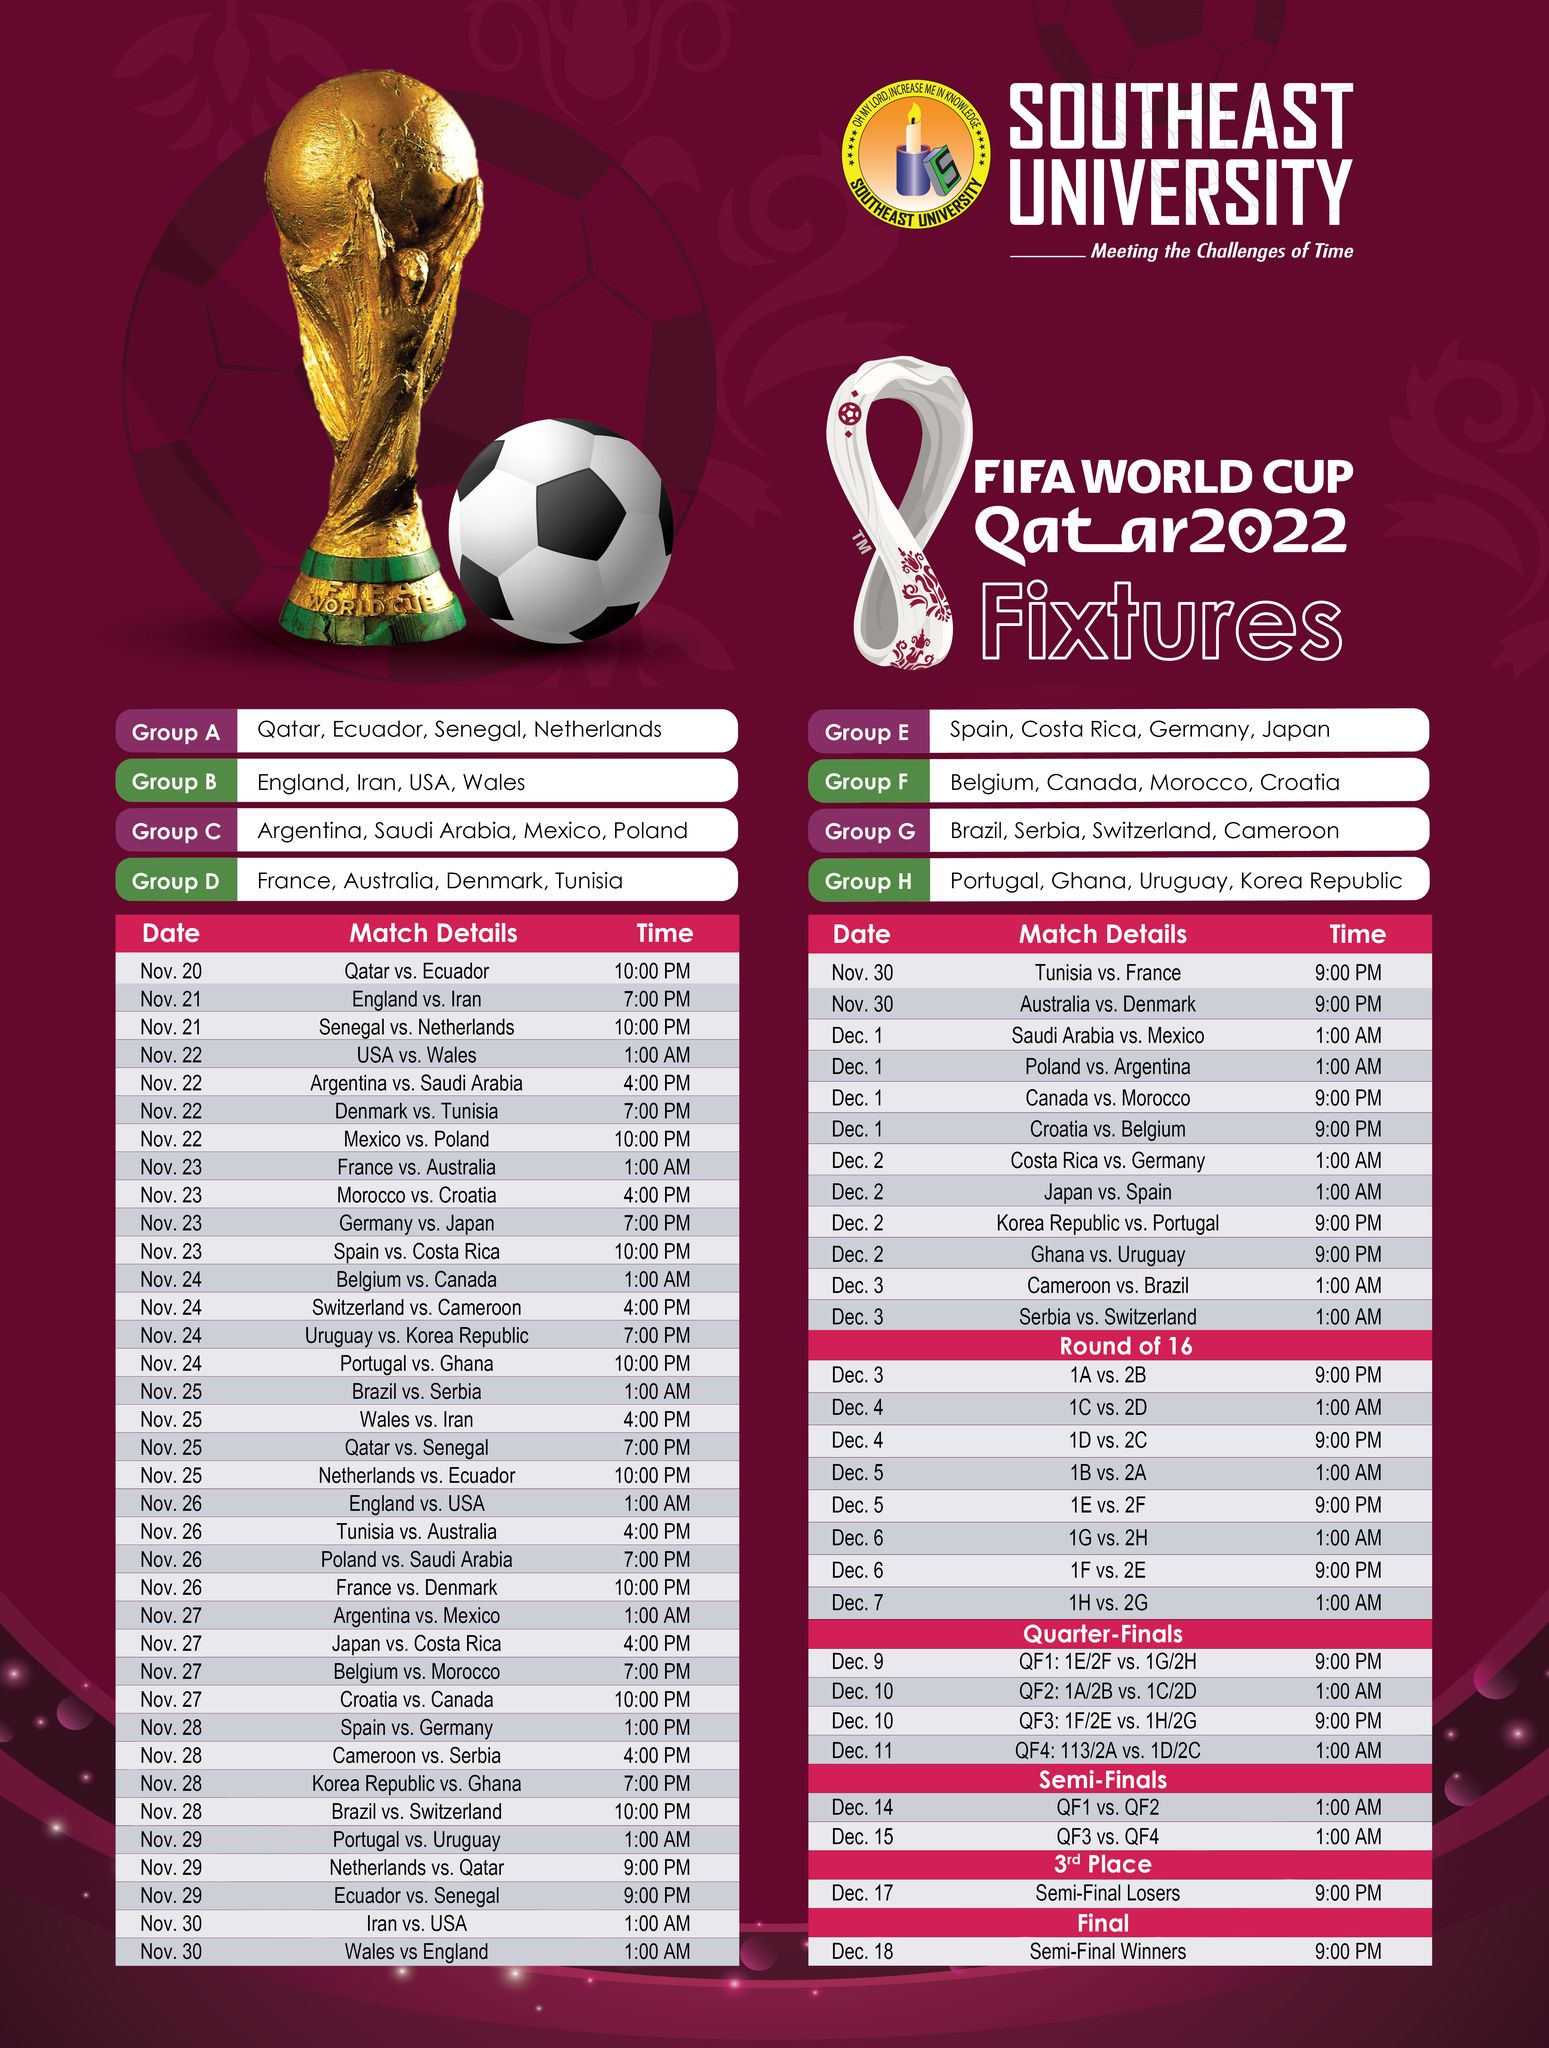 OH MY LORD, INCREASE ME IN KNOWLEDGE
SOUTHEAST UNIVERSITY
SOUTHEAST
UNIVERSITY
Meeting the Challenges of Time
FIFA
WORLD CUP
TM
FIFA WORLD CUP
Qatar2022
Fixtures
Group A Qatar, Ecuador, Senegal, Netherlands
Group B England, Iran, USA, Wales
Group C Argentina, Saudi Arabia, Mexico, Poland
Group D France, Australia, Denmark, Tunisia
Group E Spain, Costa Rica, Germany, Japan
Group F Belgium, Canada, Morocco, Croatia
Group G Brazil, Serbia, Switzerland, Cameroon
Group H Portugal, Ghana, Uruguay, Korea Republic
Date Match Details Time
Nov. 20 Qatar vs. Ecuador 10:00 PM
Nov. 21 England vs. Iran 7:00 PM
Nov. 21 Senegal vs. Netherlands 10:00 PM
Nov. 22 USA vs. Wales 1:00 AM
Nov. 22 Argentina vs. Saudi Arabia 4:00 PM
Nov. 22 Denmark vs. Tunisia 7:00 PM
Nov. 22 Mexico vs. Poland 10:00 PM
Nov. 23 France vs. Australia 1:00 AM
Nov. 23 Morocco vs. Croatia 4:00 PM
Nov. 23 Germany vs. Japan 7:00 PM
Nov. 23 Spain vs. Costa Rica 10:00 PM
Nov. 24 Belgium vs. Canada 1:00 AM
Nov. 24 Switzerland vs. Cameroon 4:00 PM
Nov. 24 Uruguay vs. Korea Republic 7:00 PM
Nov. 24 Portugal vs. Ghana 10:00 PM
Nov. 25 Brazil vs. Serbia 1:00 AM
Nov. 25 Wales vs. Iran 4:00 PM
Nov. 25 Qatar vs. Senegal 7:00 PM
Nov. 25 Netherlands vs. Ecuador 10:00 PM
Nov. 26 England vs. USA 1:00 AM
Nov. 26 Tunisia vs. Australia 4:00 PM
Nov. 26 Poland vs. Saudi Arabia 7:00 PM
Nov. 26 France vs. Denmark 10:00 PM
Nov. 27 Argentina vs. Mexico 1:00 AM
Nov. 27 Japan vs. Costa Rica 4:00 PM
Nov. 27 Belgium vs. Morocco 7:00 PM
Nov. 27 Croatia vs. Canada 10:00 PM
Nov. 28 Spain vs. Germany 1:00 PM
Nov. 28 Cameroon vs. Serbia 4:00 PM
Nov. 28 Korea Republic vs. Ghana 7:00 PM
Nov. 28 Brazil vs. Switzerland 10:00 PM
Nov. 29 Portugal vs. Uruguay 1:00 AM
Nov. 29 Netherlands vs. Qatar 9:00 PM
Nov. 29 Ecuador vs. Senegal 9:00 PM
Nov. 30 Iran vs. USA 1:00 AM
Nov. 30 Wales vs England 1:00 AM
Date Match Details Time
Nov. 30 Tunisia vs. France 9:00 PM
Nov. 30 Australia vs. Denmark 9:00 PM
Dec. 1 Saudi Arabia vs. Mexico 1:00 AM
Dec. 1 Poland vs. Argentina 1:00 AM
Dec. 1 Canada vs. Morocco 9:00 PM
Dec. 1 Croatia vs. Belgium 9:00 PM
Dec. 2 Costa Rica vs. Germany 1:00 AM
Dec. 2 Japan vs. Spain 1:00 AM
Dec. 2 Korea Republic vs. Portugal 9:00 PM
Dec. 2 Ghana vs. Uruguay 9:00 PM
Dec. 3 Cameroon vs. Brazil 1:00 AM
Dec. 3 Serbia vs. Switzerland 1:00 AM
Round of 16
Dec. 3 1A vs. 2B 9:00 PM
Dec. 4 1C vs. 2D 1:00 AM
Dec. 4 1D vs. 2C 9:00 PM
Dec. 5 1B vs. 2A 1:00 AM
Dec. 5 1E vs. 2F 9:00 PM
Dec. 6 1G vs. 2H 1:00 AM
Dec. 6 1F vs. 2E 9:00 PM
Dec. 7 1H vs. 2G 1:00 AM
Quarter-Finals
Dec. 9 QF1: 1E/2F vs. 1G/2H 9:00 PM
Dec. 10 QF2: 1A/2B vs. 1C/2D 1:00 AM
Dec. 10 QF3: 1F/2E vs. 1H/2G 9:00 PM
Dec. 11 QF4: 113/2A vs. 1D/2C 1:00 AM
Semi-Finals
Dec. 14 QF1 vs. QF2 1:00 AM
Dec. 15 QF3 vs. QF4 1:00 AM
3rd Place
Dec. 17 Semi-Final Losers 9:00 PM
Final
Dec. 18 Semi-Final Winners 9:00 PM